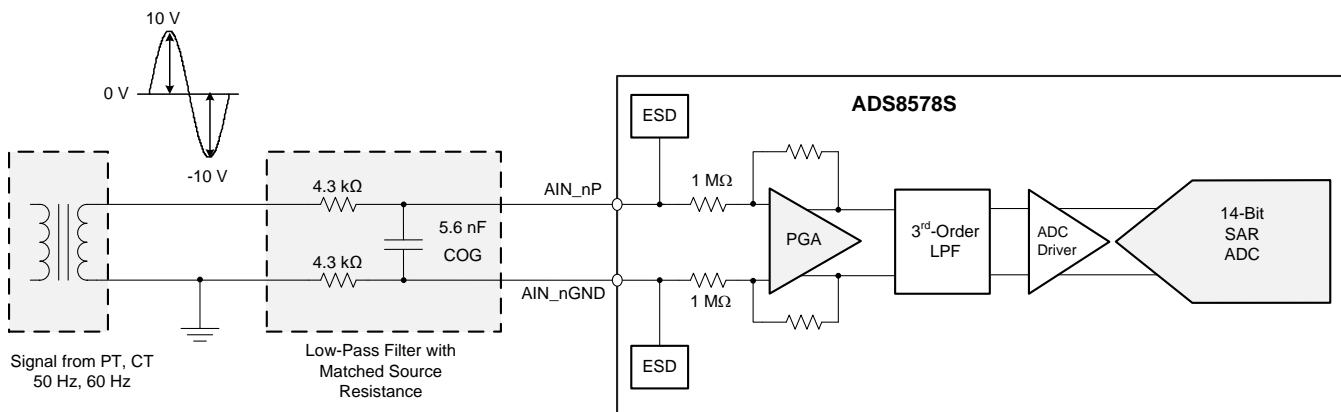 10 V
0 V
-10 V
Signal from PT, CT
50 Hz, 60 Hz
4.3 kΩ
5.6 nF
COG
4.3 kΩ
Low-Pass Filter with
Matched Source
Resistance
AIN_nP
AIN_nGND
ADS8578S
ESD
1 MΩ
1 MΩ
ESD
PGA
3rd-Order
LPF
ADC
Driver
14-Bit
SAR
ADC